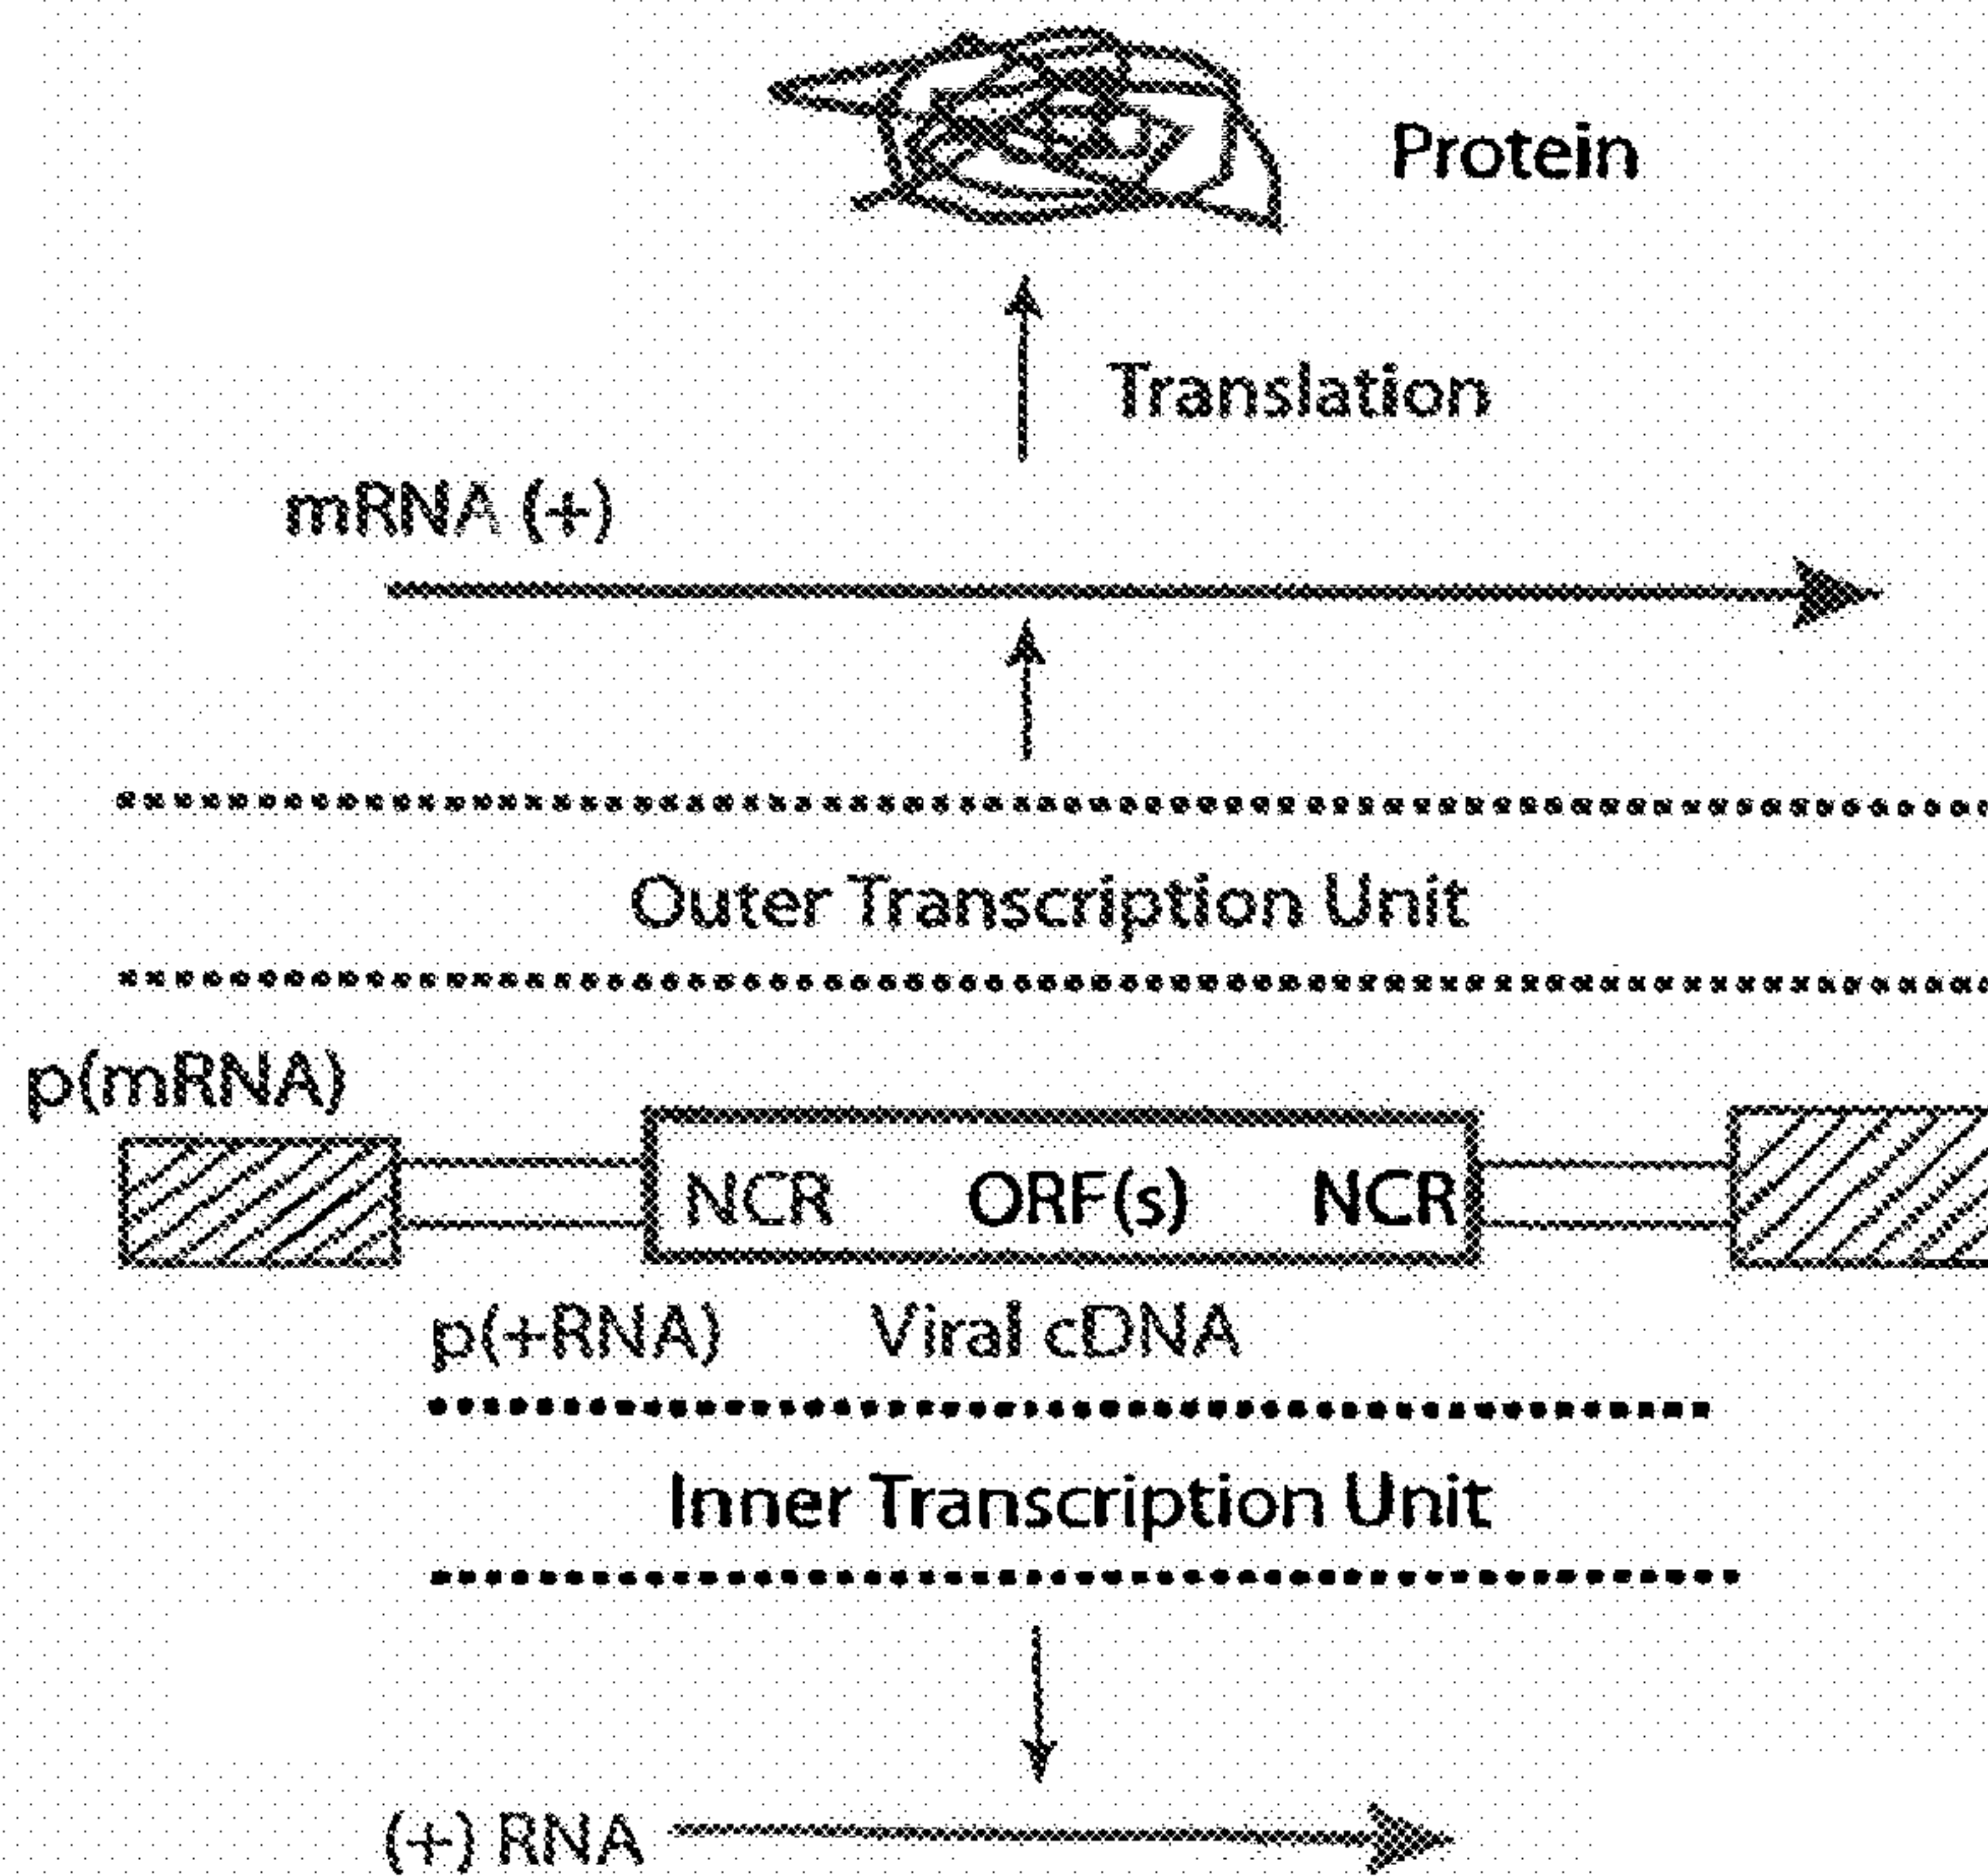 Protein
Translation
mRNA (+)
Outer Transcription Unit
p(mRNA)
NCR ORF(s) NCR
p(+RNA) Viral cDNA
Inner Transcription Unit
(+) RNA